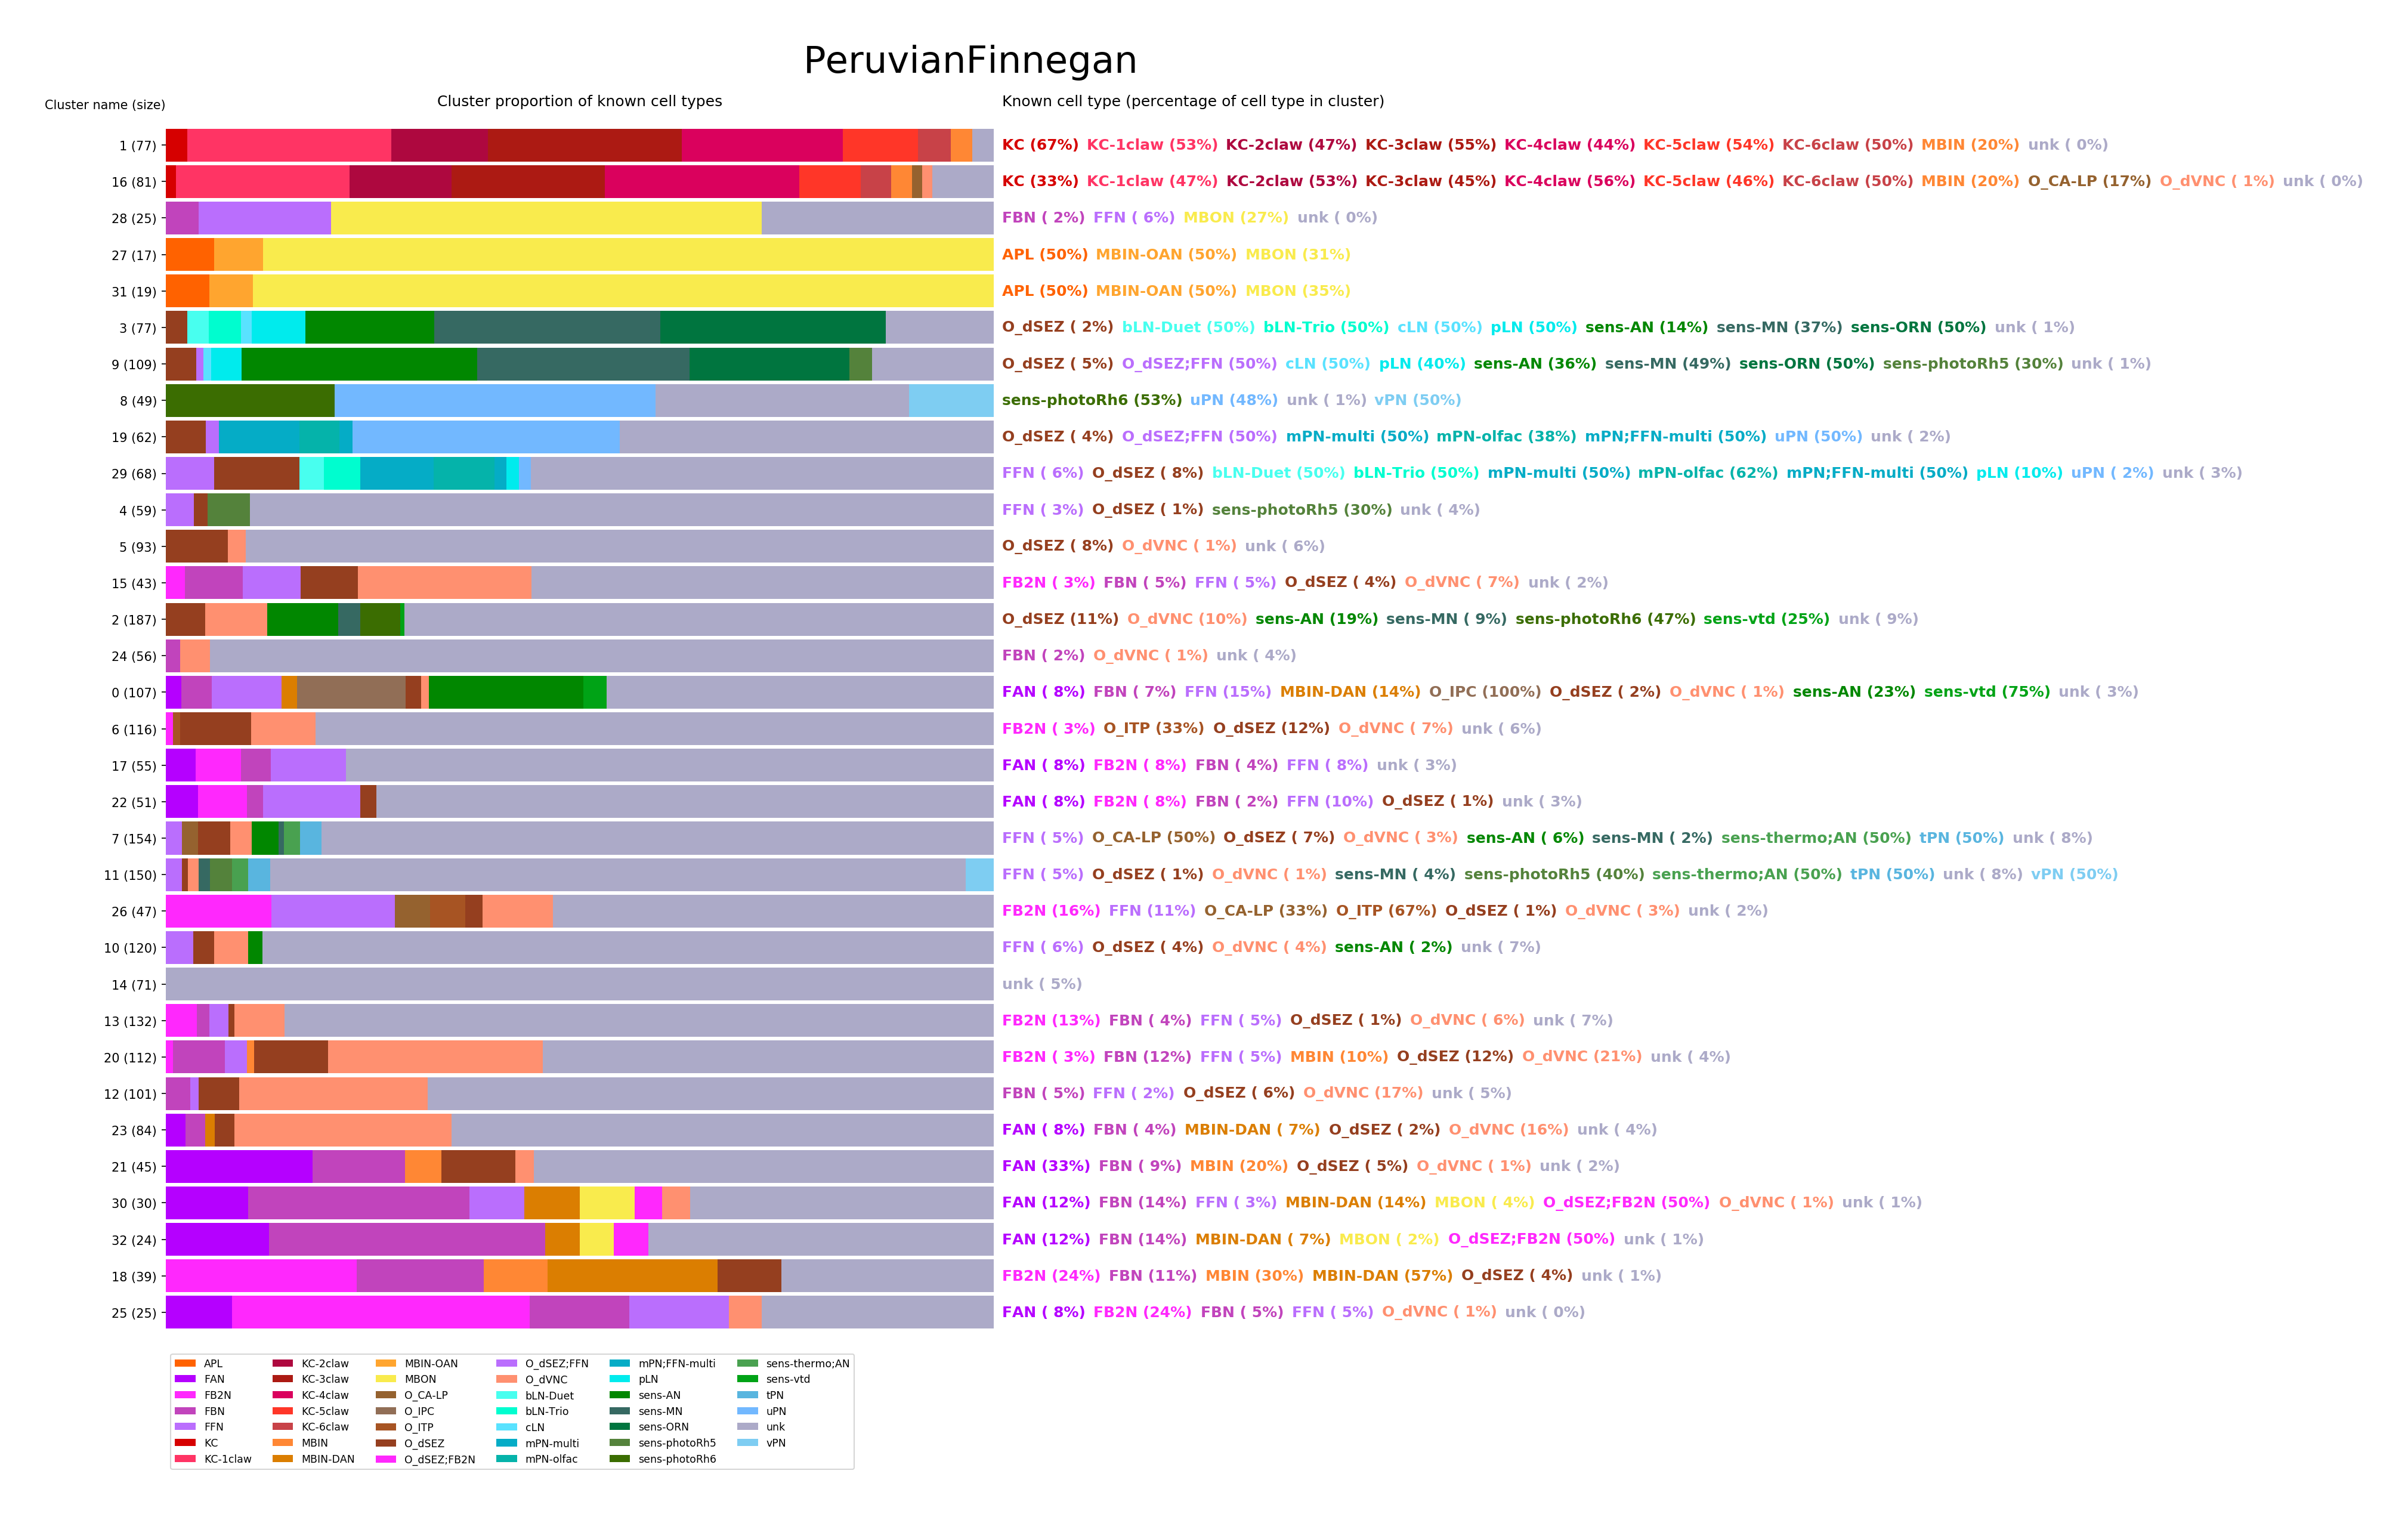 PeruvianFinnegan
Cluster name (size) Cluster proportion of known cell types Known cell type (percentage of cell type in cluster)
1 (77) KC (67%) KC-1claw (53%) KC-2claw (47%) KC-3claw (55%) KC-4claw (44%) KC-5claw (54%) KC-6claw (50%) MBIN (20%) unk ( 0%)
16 (81) KC (33%) KC-1claw (47%) KC-2claw (53%) KC-3claw (45%) KC-4claw (56%) KC-5claw (46%) KC-6claw (50%) MBIN (20%) O_CA-LP (17%) O_dVNC ( 1%) unk ( 0%)
28 (25) FBN ( 2%) FFN ( 6%) MBON (27%) unk ( 0%)
27 (17) APL (50%) MBIN-OAN (50%) MBON (31%)
31 (19) APL (50%) MBIN-OAN (50%) MBON (35%)
3 (77) O_dSEZ ( 2%) bLN-Duet (50%) bLN-Trio (50%) cLN (50%) pLN (50%) sens-AN (14%) sens-MN (37%) sens-ORN (50%) unk ( 1%)
9 (109) O_dSEZ ( 5%) O_dSEZ;FFN (50%) cLN (50%) pLN (40%) sens-AN (36%) sens-MN (49%) sens-ORN (50%) sens-photoRh5 (30%) unk ( 1%)
8 (49) sens-photoRh6 (53%) uPN (48%) unk ( 1%) vPN (50%)
19 (62) O_dSEZ ( 4%) O_dSEZ;FFN (50%) mPN-multi (50%) mPN-olfac (38%) mPN;FFN-multi (50%) uPN (50%) unk ( 2%)
29 (68) FFN ( 6%) O_dSEZ ( 8%) bLN-Duet (50%) bLN-Trio (50%) mPN-multi (50%) mPN-olfac (62%) mPN;FFN-multi (50%) pLN (10%) uPN ( 2%) unk ( 3%)
4 (59) FFN ( 3%) O_dSEZ ( 1%) sens-photoRh5 (30%) unk ( 4%)
5 (93) O_dSEZ ( 8%) O_dVNC ( 1%) unk ( 6%)
15 (43) FB2N ( 3%) FBN ( 5%) FFN ( 5%) O_dSEZ ( 4%) O_dVNC ( 7%) unk ( 2%)
2 (187) O_dSEZ (11%) O_dVNC (10%) sens-AN (19%) sens-MN ( 9%) sens-photoRh6 (47%) sens-vtd (25%) unk ( 9%)
24 (56) FBN ( 2%) O_dVNC ( 1%) unk ( 4%)
0 (107) FAN ( 8%) FBN ( 7%) FFN (15%) MBIN-DAN (14%) O_IPC (100%) O_dSEZ ( 2%) O_dVNC ( 1%) sens-AN (23%) sens-vtd (75%) unk ( 3%)
6 (116) FB2N ( 3%) O_ITP (33%) O_dSEZ (12%) O_dVNC ( 7%) unk ( 6%)
17 (55) FAN ( 8%) FB2N ( 8%) FBN ( 4%) FFN ( 8%) unk ( 3%)
22 (51) FAN ( 8%) FB2N ( 8%) FBN ( 2%) FFN (10%) O_dSEZ ( 1%) unk ( 3%)
7 (154) FFN ( 5%) O_CA-LP (50%) O_dSEZ ( 7%) O_dVNC ( 3%) sens-AN ( 6%) sens-MN ( 2%) sens-thermo;AN (50%) tPN (50%) unk ( 8%)
11 (150) FFN ( 5%) O_dSEZ ( 1%) O_dVNC ( 1%) sens-MN ( 4%) sens-photoRh5 (40%) sens-thermo;AN (50%) tPN (50%) unk ( 8%) vPN (50%)
26 (47) FB2N (16%) FFN (11%) O_CA-LP (33%) O_ITP (67%) O_dSEZ ( 1%) O_dVNC ( 3%) unk ( 2%)
10 (120) FFN ( 6%) O_dSEZ ( 4%) O_dVNC ( 4%) sens-AN ( 2%) unk ( 7%)
14 (71) unk ( 5%)
13 (132) FB2N (13%) FBN ( 4%) FFN ( 5%) O_dSEZ ( 1%) O_dVNC ( 6%) unk ( 7%)
20 (112) FB2N ( 3%) FBN (12%) FFN ( 5%) MBIN (10%) O_dSEZ (12%) O_dVNC (21%) unk ( 4%)
12 (101) FBN ( 5%) FFN ( 2%) O_dSEZ ( 6%) O_dVNC (17%) unk ( 5%)
23 (84) FAN ( 8%) FBN ( 4%) MBIN-DAN ( 7%) O_dSEZ ( 2%) O_dVNC (16%) unk ( 4%)
21 (45) FAN (33%) FBN ( 9%) MBIN (20%) O_dSEZ ( 5%) O_dVNC ( 1%) unk ( 2%)
30 (30) FAN (12%) FBN (14%) FFN ( 3%) MBIN-DAN (14%) MBON ( 4%) O_dSEZ;FB2N (50%) O_dVNC ( 1%) unk ( 1%)
32 (24) FAN (12%) FBN (14%) MBIN-DAN ( 7%) MBON ( 2%) O_dSEZ;FB2N (50%) unk ( 1%)
18 (39) FB2N (24%) FBN (11%) MBIN (30%) MBIN-DAN (57%) O_dSEZ ( 4%) unk ( 1%)
25 (25) FAN ( 8%) FB2N (24%) FBN ( 5%) FFN ( 5%) O_dVNC ( 1%) unk ( 0%)
APL KC-2claw MBIN-OAN O_dSEZ;FFN mPN;FFN-multi sens-thermo;AN
FAN KC-3claw MBON O_dVNC pLN sens-vtd
FB2N KC-4claw O_CA-LP bLN-Duet sens-AN tPN
FBN KC-5claw O_IPC bLN-Trio sens-MN uPN
FFN KC-6claw O_ITP cLN sens-ORN unk
KC MBIN O_dSEZ mPN-multi sens-photoRh5 vPN
KC-1claw MBIN-DAN O_dSEZ;FB2N mPN-olfac sens-photoRh6